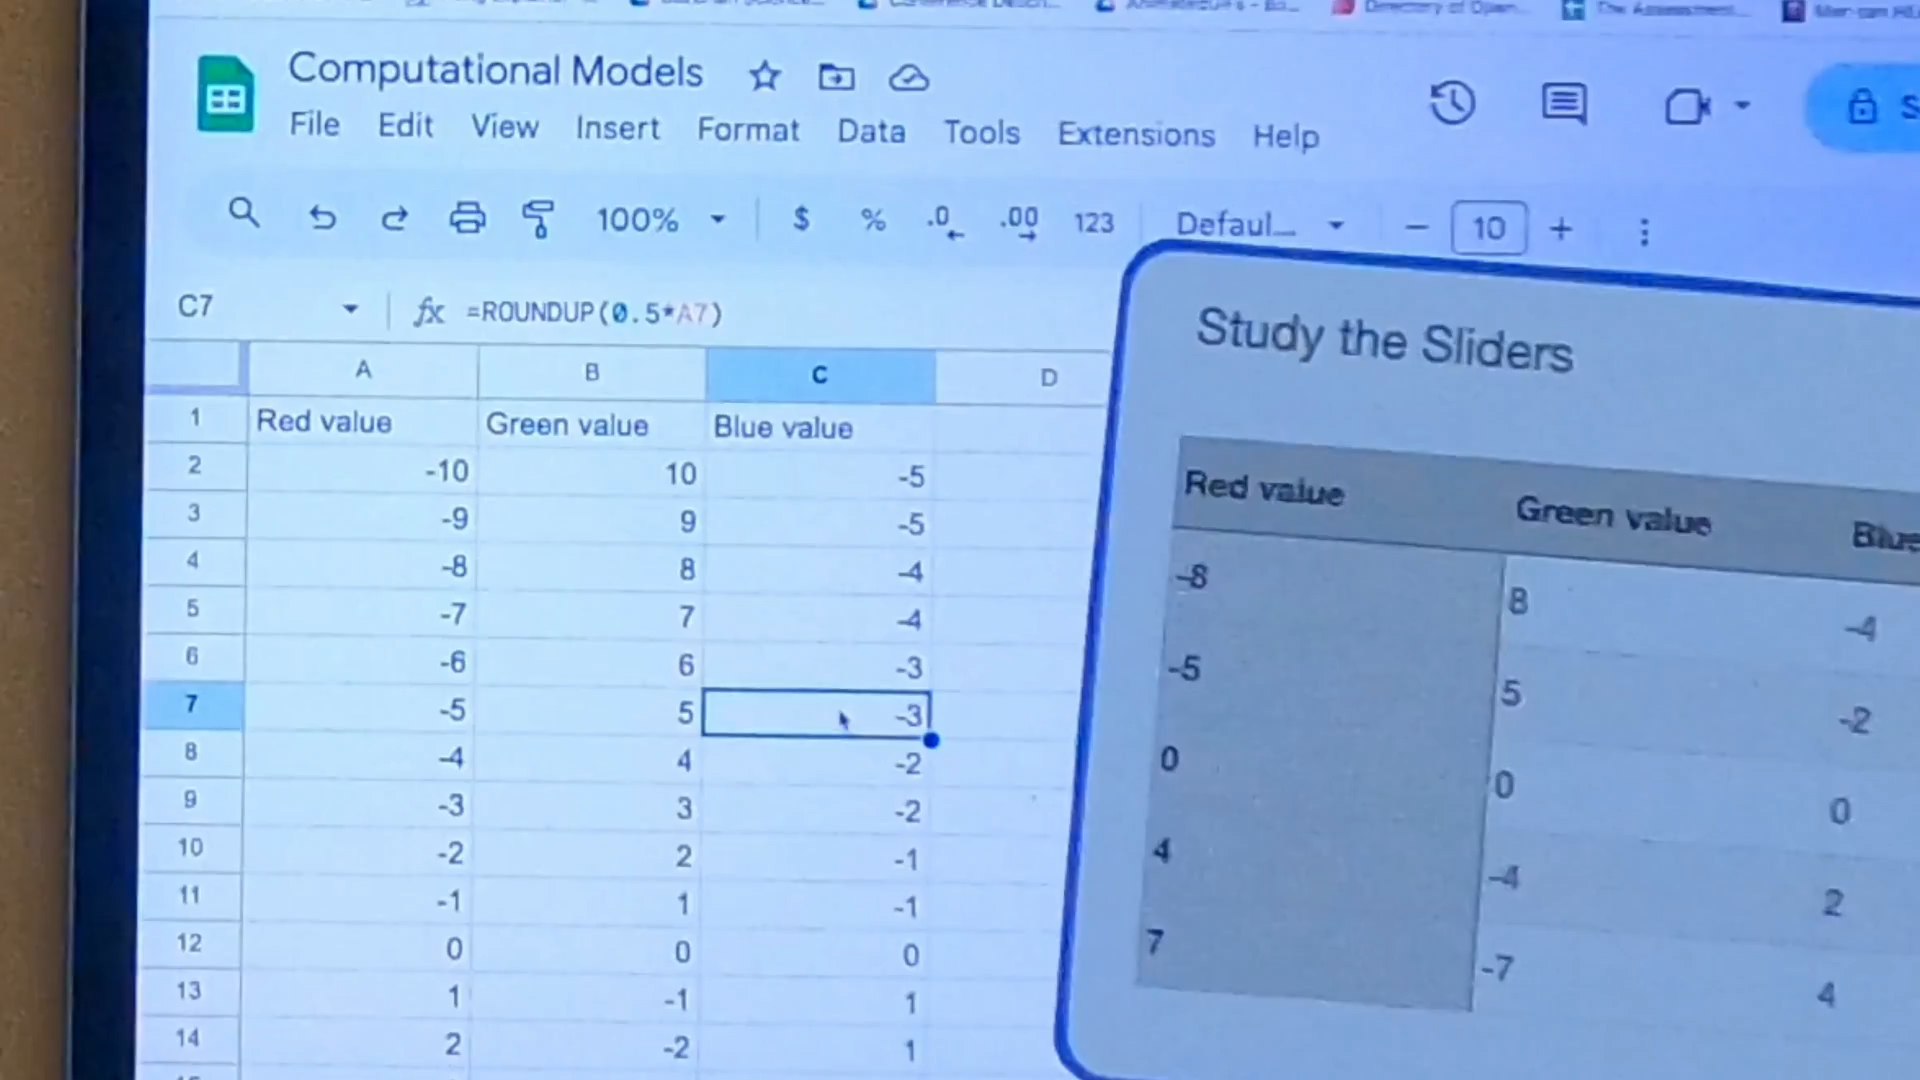 Computational Models
File Edit View Insert Format Data Tools Extensions Help
100% $ % .0 .00 123 Defaul... − 10 +
C7 fx =ROUNDUP(0.5*A7)
A B C D
1 Red value Green value Blue value
2 -10 10 -5
3 -9 9 -5
4 -8 8 -4
5 -7 7 -4
6 -6 6 -3
7 -5 5 -3
8 -4 4 -2
9 -3 3 -2
10 -2 2 -1
11 -1 1 -1
12 0 0 0
13 1 -1 1
14 2 -2 1
Study the Sliders
Red value Green value Blue
-8 8 -4
-5 5 -2
0 0 0
4 -4 2
7 -7 4